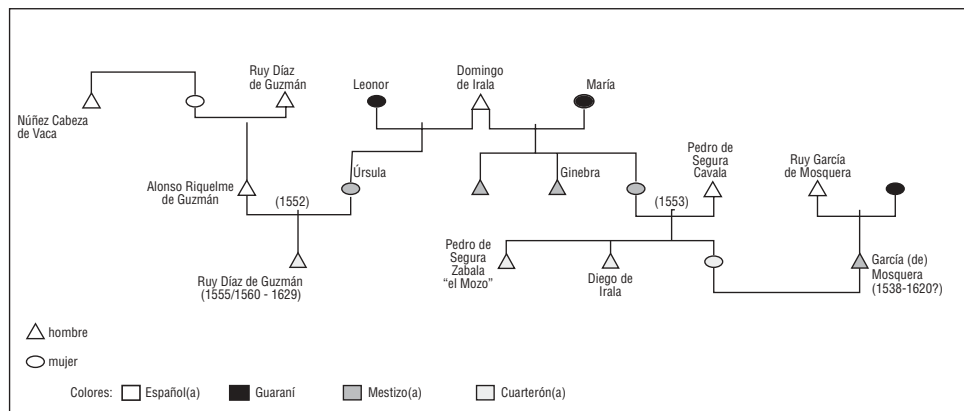 Ruy Díaz
de Guzmán
Leonor
Domingo
de Irala
María
Núñez Cabeza
de Vaca
Pedro de
Segura
Cavala
Ruy García
de Mosquera
Úrsula
Ginebra
Alonso Riquelme
de Guzmán
(1552)
(1553)
Ruy Díaz de Guzmán
(1555/1560 - 1629)
Pedro de
Segura
Zabala
“el Mozo”
Diego de
Irala
García (de)
Mosquera
(1538-1620?)
hombre
mujer
Colores: Español(a) Guaraní Mestizo(a) Cuarterón(a)